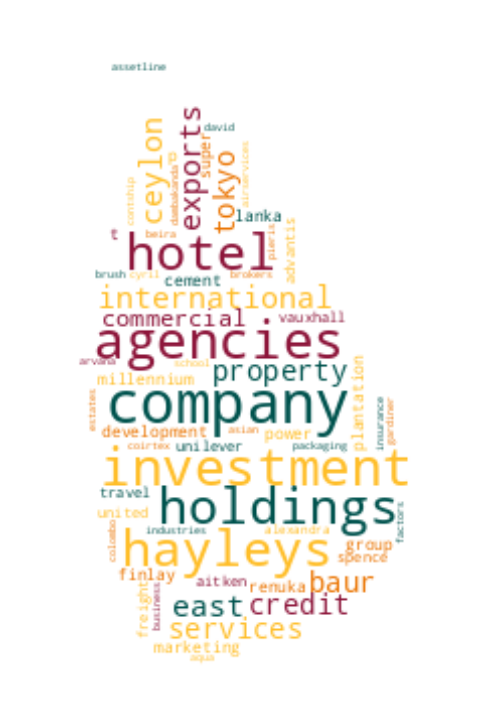 assetline
david
exports
ceylon
super
airservices
tokyo
dambakanda
contship
lanka
pieris
advantis
beira
hotel
brush
cyril
cement
brokers
international
commercial
vauxhall
agencies
arvana
school
property
millennium
plantation
company
estates
insurance
gardiner
development
asian
power
coirtex
unilever
packaging
investment
travel
holdings
factors
united
industries
alexandra
colombo
hayleys
group
spence
finlay
aitken
renuka
baur
freight
business
east
credit
services
marketing
aqua